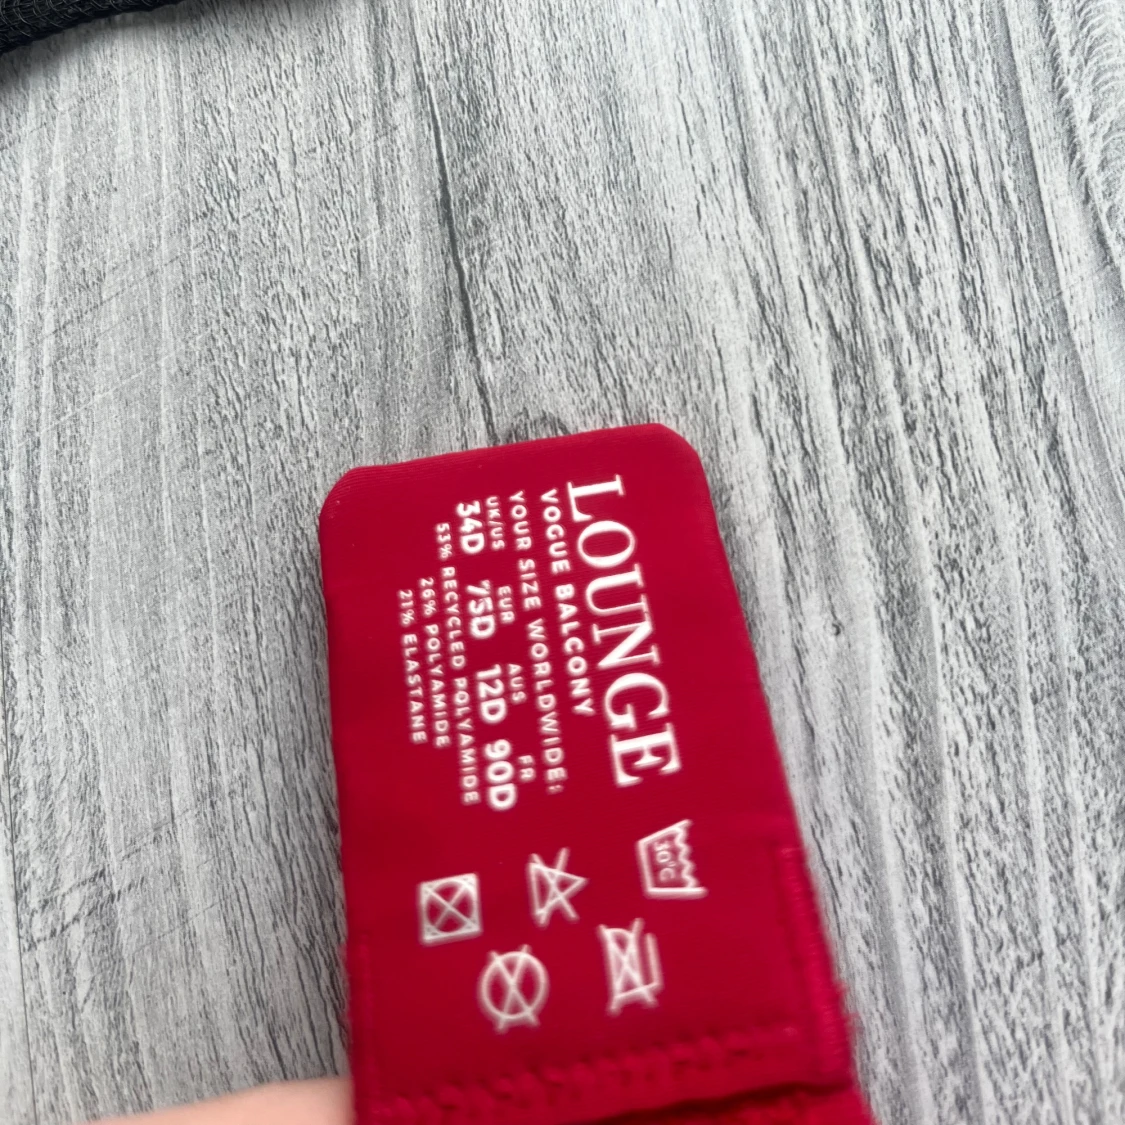 LOUNGE
VOGUE BALCONY
YOUR SIZE WORLDWIDE:
UK/US EUR AUS FR
34D 75D 12D 90D
53% RECYCLED POLYAMIDE
26% POLYAMIDE
21% ELASTANE
30°C